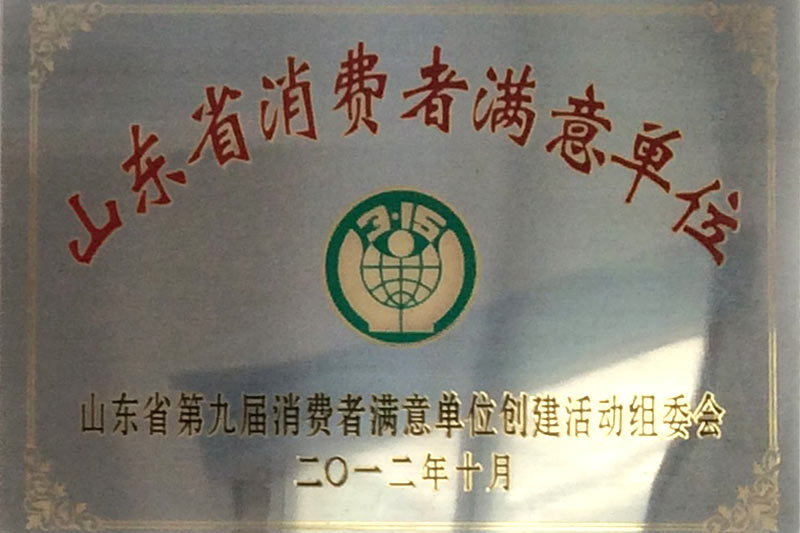 山东省消费者满意单位
3·15
山东省第九届消费者满意单位创建活动组委会
二〇一二年十月